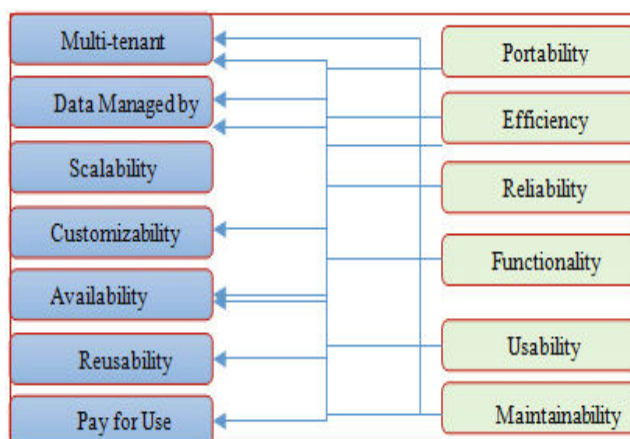 Multi-tenant
Data Managed by
Scalability
Customizability
Availability
Reusability
Pay for Use
Portability
Efficiency
Reliability
Functionality
Usability
Maintainability